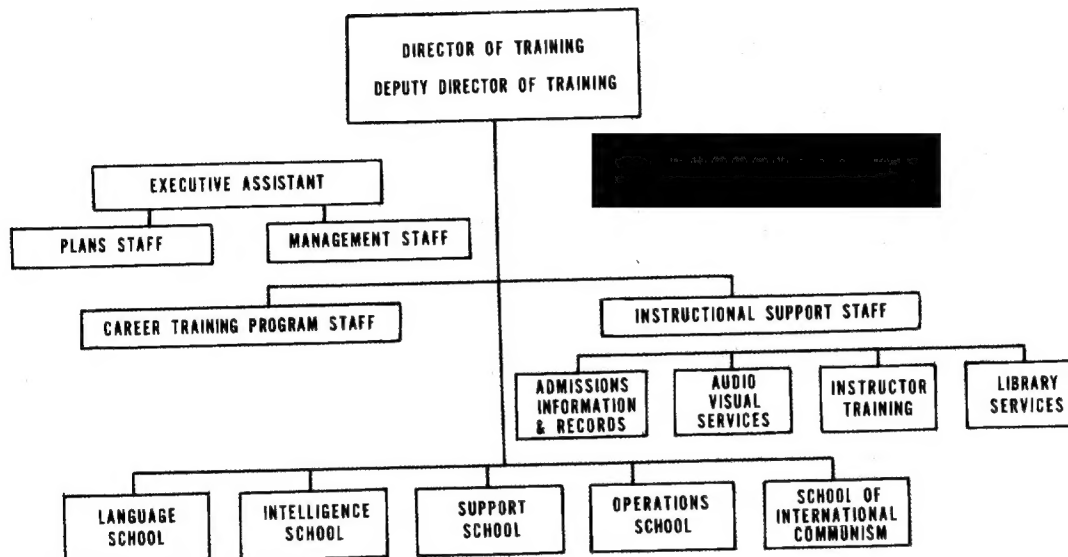 DIRECTOR OF TRAINING
DEPUTY DIRECTOR OF TRAINING
EXECUTIVE ASSISTANT
PLANS STAFF
MANAGEMENT STAFF
CAREER TRAINING PROGRAM STAFF
INSTRUCTIONAL SUPPORT STAFF
ADMISSIONS
INFORMATION
& RECORDS
AUDIO
VISUAL
SERVICES
INSTRUCTOR
TRAINING
LIBRARY
SERVICES
LANGUAGE
SCHOOL
INTELLIGENCE
SCHOOL
SUPPORT
SCHOOL
OPERATIONS
SCHOOL
SCHOOL OF
INTERNATIONAL
COMMUNISM